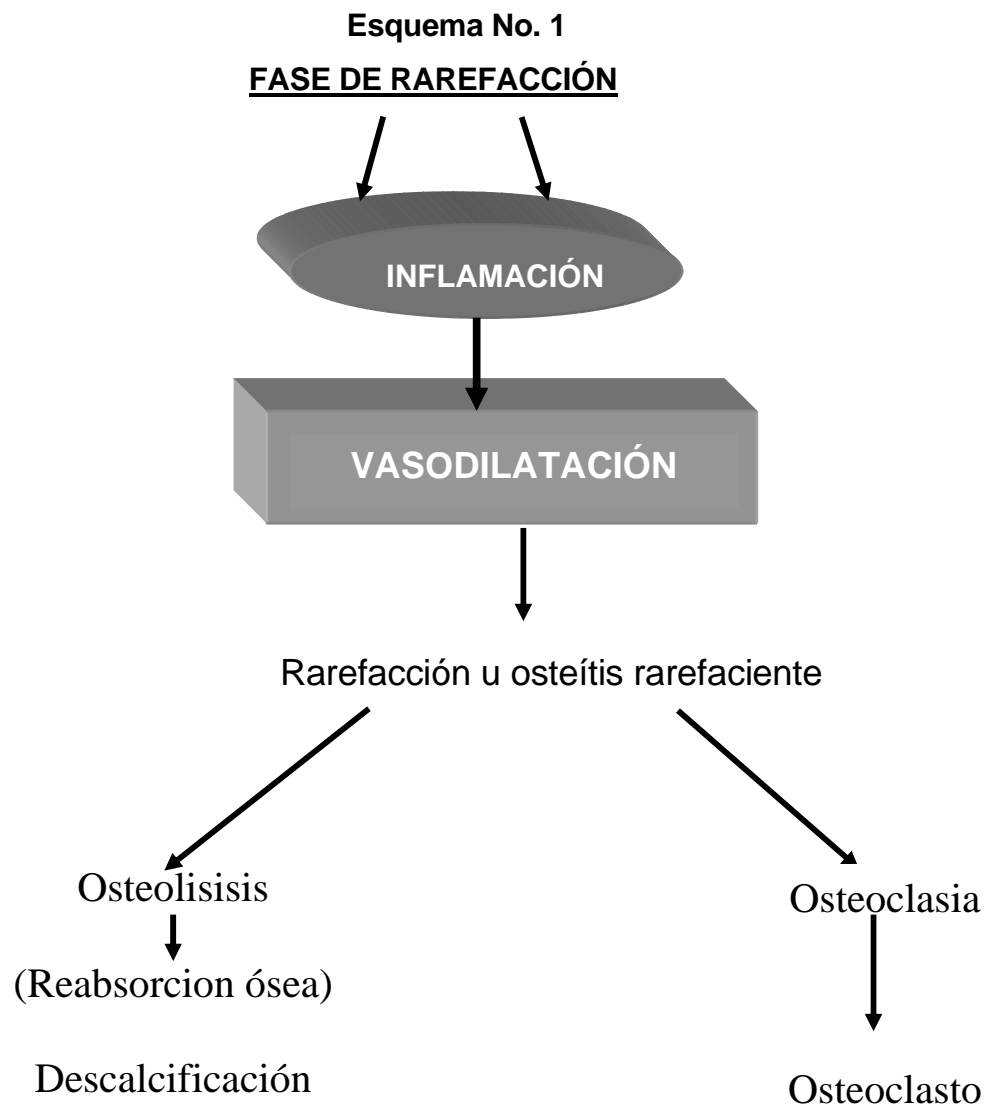 Esquema No. 1
FASE DE RAREFACCIÓN
INFLAMACIÓN
VASODILATACIÓN
Rarefacción u osteítis rarefaciente
Osteolisisis
Osteoclasia
(Reabsorcion ósea)
Descalcificación
Osteoclasto